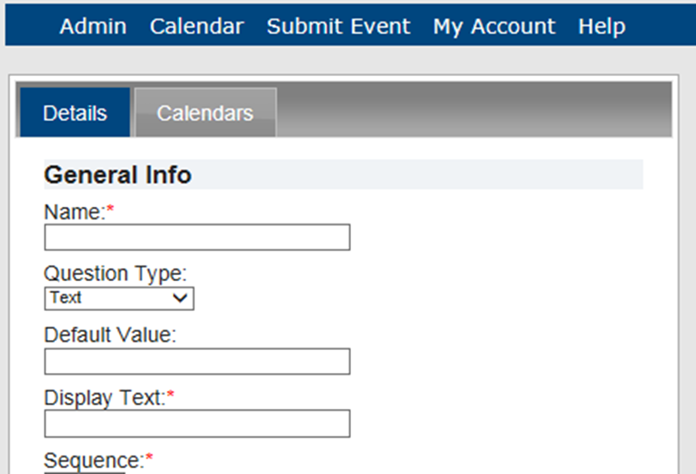 Admin Calendar Submit Event My Account Help
Details Calendars
General Info
Name:*
Question Type:
Text
Default Value:
Display Text:*
Sequence:*